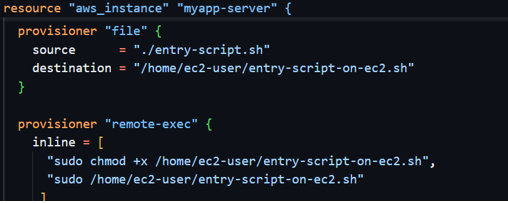 resource "aws_instance" "myapp-server" {
provisioner "file" {
source = "./entry-script.sh"
destination = "/home/ec2-user/entry-script-on-ec2.sh"
}
provisioner "remote-exec" {
inline = [
"sudo chmod +x /home/ec2-user/entry-script-on-ec2.sh",
"sudo /home/ec2-user/entry-script-on-ec2.sh"
]